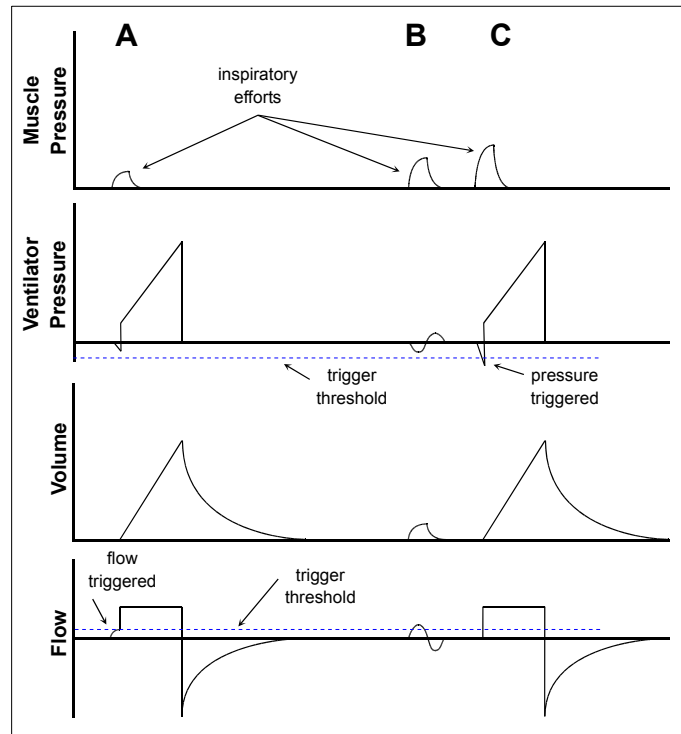 A
B
C
inspiratory
efforts
Muscle
Pressure
Ventilator
Pressure
trigger
threshold
pressure
triggered
Volume
flow
triggered
trigger
threshold
Flow